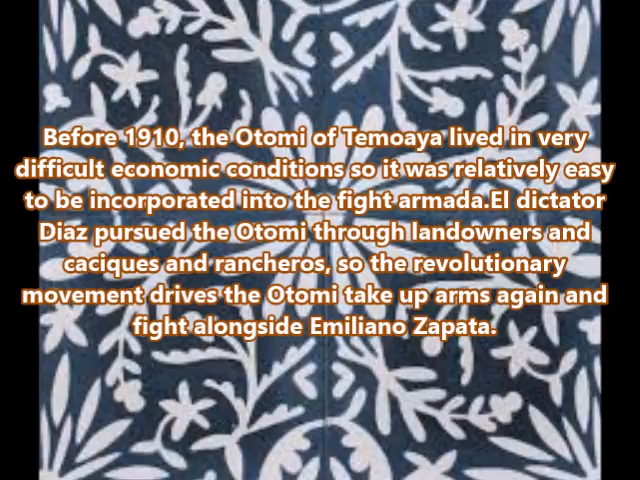 Before 1910, the Otomi of Temoaya lived in very
difficult economic conditions so it was relatively easy
to be incorporated into the fight armada.El dictator
Diaz pursued the Otomi through landowners and
caciques and rancheros, so the revolutionary
movement drives the Otomi take up arms again and
fight alongside Emiliano Zapata.